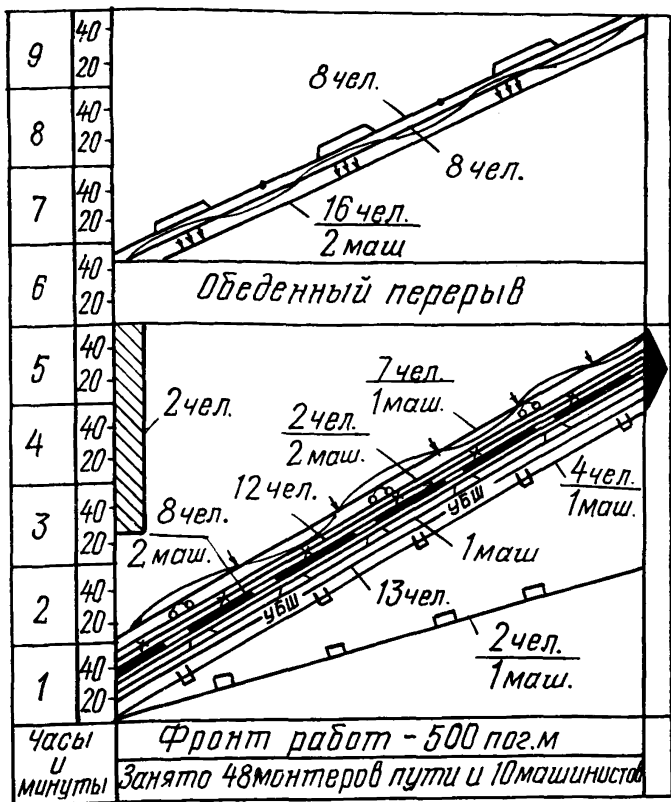 9 40 20
8 40 20
7 40 20
6 40 20
5 40 20
4 40 20
3 40 20
2 40 20
1 40 20
Часы и минуты
8 чел.
8 чел.
16 чел.
2 маш
Обеденный перерыв
2 чел.
7 чел.
1 маш.
2 чел.
2 маш.
12 чел.
8 чел.
2 маш.
4 чел.
1 маш.
УБШ
1 маш
УБШ
13 чел.
2 чел.
1 маш.
Фронт работ - 500 пог.м
Занято 48 монтеров пути и 10 машинистов